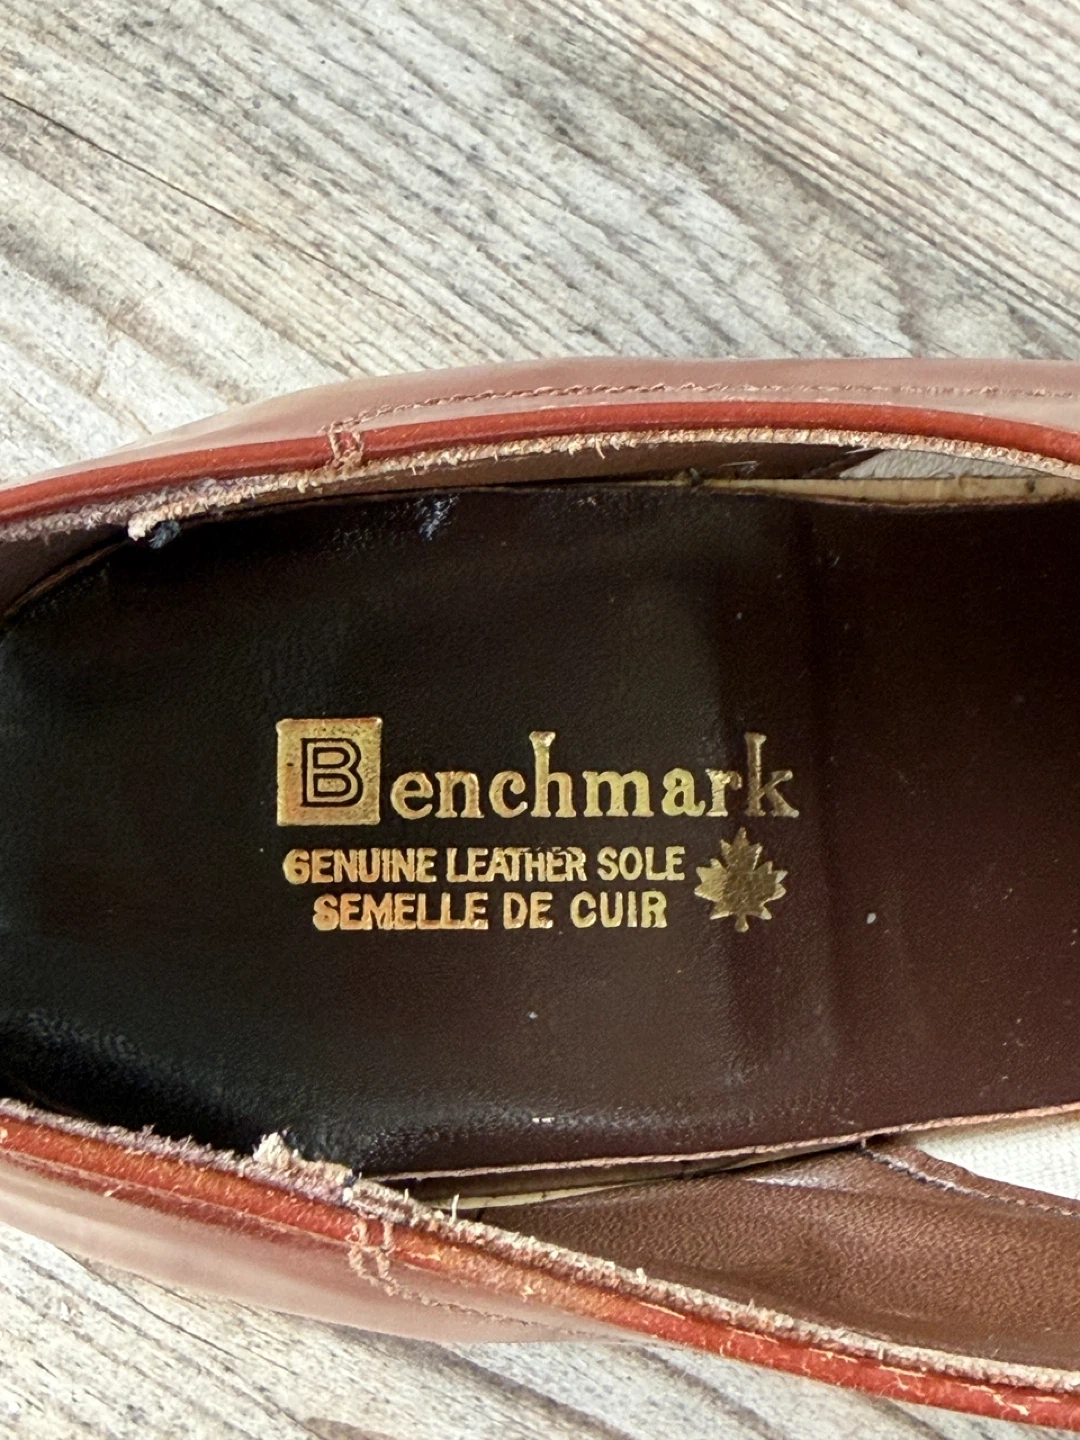 Benchmark
GENUINE LEATHER SOLE
SEMELLE DE CUIR